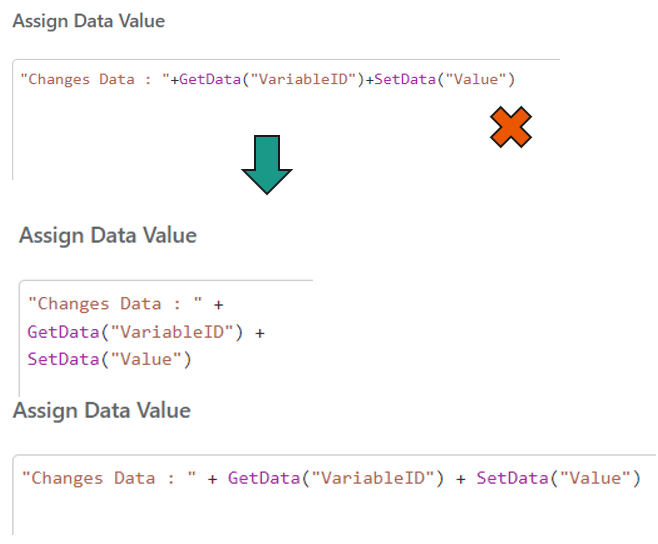 Assign Data Value
"Changes Data : "+GetData("VariableID")+SetData("Value")
Assign Data Value
"Changes Data : " +
GetData("VariableID") +
SetData("Value")
Assign Data Value
"Changes Data : " + GetData("VariableID") + SetData("Value")